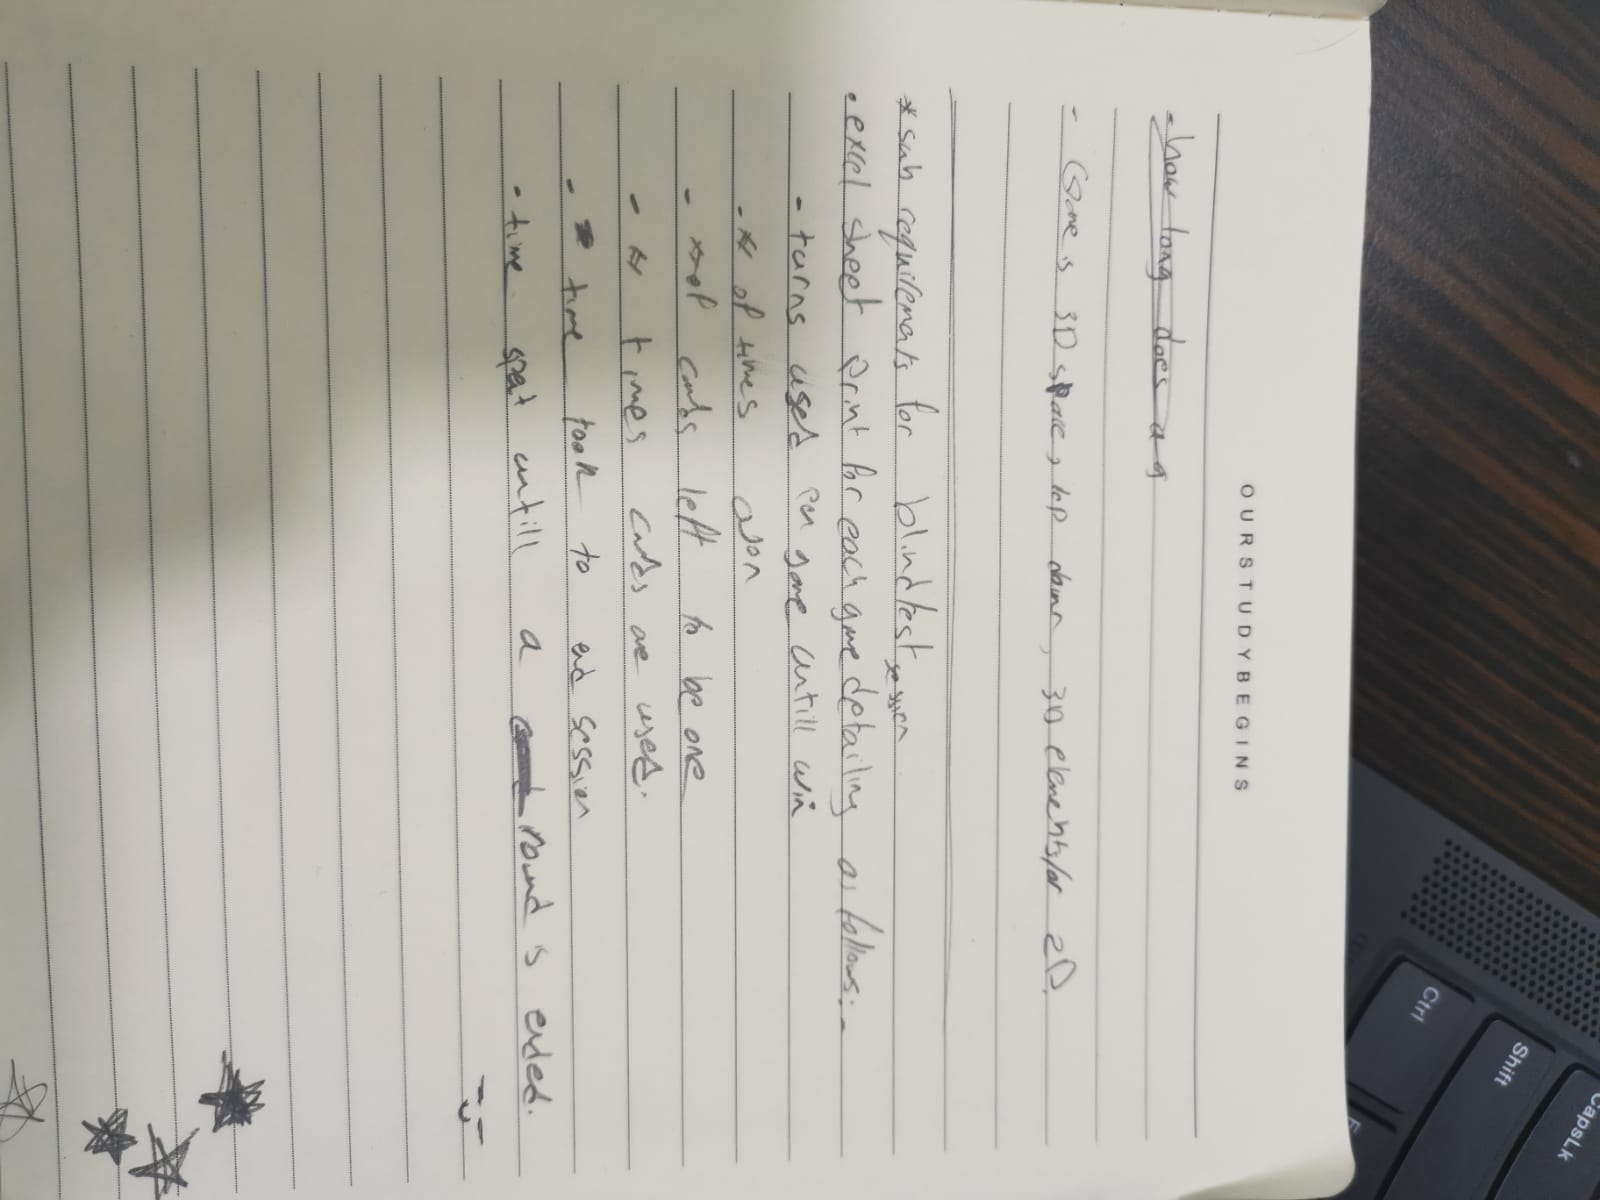 CapsLk
Shift
Ctrl
OURSTUDYBEGINS
- how long does a g
- Game is 3D space, top down, 3D elements/or 2D.
* sub requirements for blindtest session
• excel sheet print for each game detailing as follows:-
- turns used per game untill win
- # of times won
- # of cards left to be one
- # times cards are used.
- time took to end session
- time spent untill a round is ended.